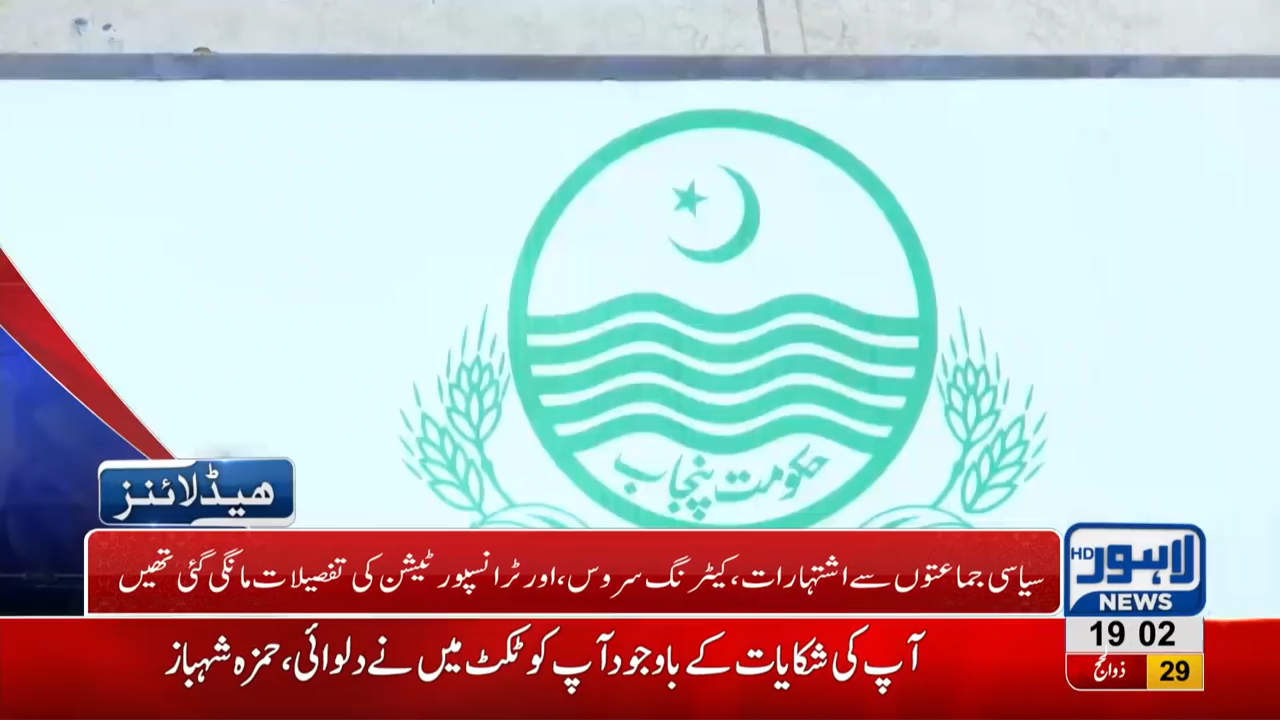 حکومت پنجاب
ھیڈلائنز
سیاسی جماعتوں سے اشتہارات، کیٹرنگ سروس، اور ٹرانسپورٹیشن کی تفصیلات مانگی گئی تھیں
HD
لاہور
NEWS
19 02
ذوالحج 29
آپ کی شکایات کے باوجود آپ کو ٹکٹ میں نے دلوائی، حمزہ شہباز